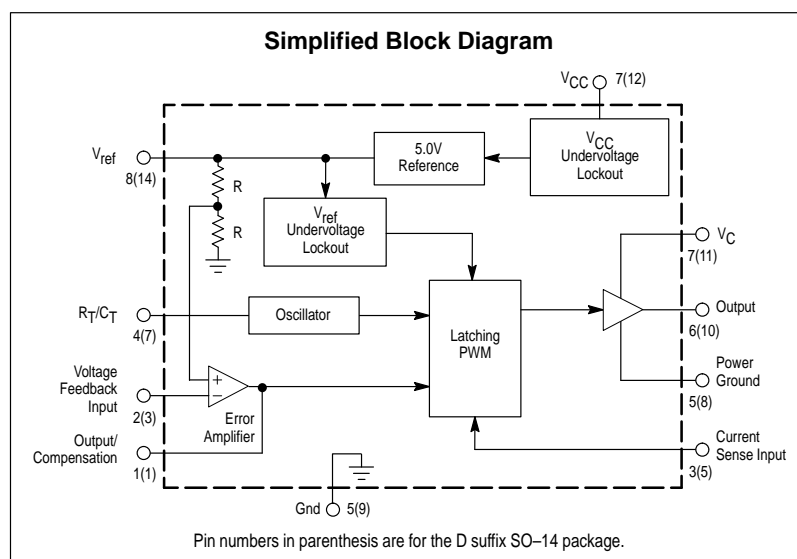 Simplified Block Diagram
VCC
7(12)
Vref
8(14)
R
R
5.0V
Reference
VCC
Undervoltage
Lockout
Vref
Undervoltage
Lockout
VC
7(11)
RT/CT
4(7)
Oscillator
Latching
PWM
Output
6(10)
Voltage
Feedback
Input
2(3)
+
–
Error
Amplifier
Power
Ground
5(8)
Output/
Compensation
1(1)
Current
Sense Input
3(5)
Gnd
5(9)
Pin numbers in parenthesis are for the D suffix SO–14 package.